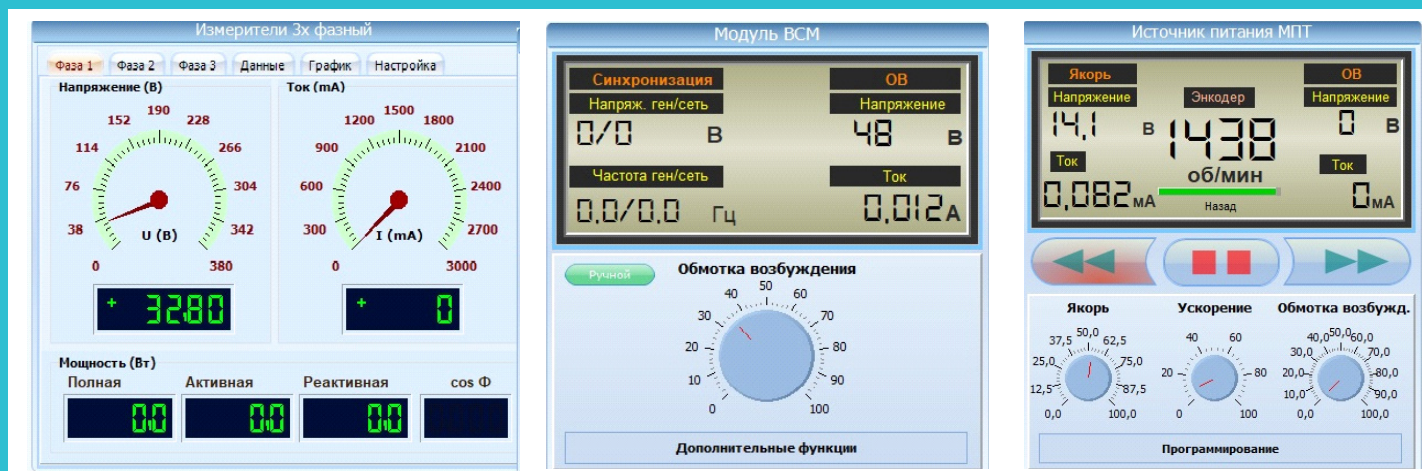 Измерители 3х фазный
Фаза 1 Фаза 2 Фаза 3 Данные График Настройка
Напряжение (В)
0 38 76 114 152 190 228 266 304 342 380
U (В)
+ 32,80
Ток (mA)
0 300 600 900 1200 1500 1800 2100 2400 2700 3000
I (mA)
+ 0
Мощность (Вт)
Полная Активная Реактивная cos Ф
0,0 0,0 0,0
Модуль ВСМ
Синхронизация ОВ
Напряж. ген/сеть Напряжение
0/0 В 48 В
Частота ген/сеть Ток
0,0/0,0 Гц 0,012 А
Ручной
Обмотка возбуждения
0 10 20 30 40 50 60 70 80 90 100
Дополнительные функции
Источник питания МПТ
Якорь ОВ
Напряжение Энкодер Напряжение
14,1 В 1438 0 В
Ток об/мин Ток
0,082 мА Назад 0 мА
Якорь Ускорение Обмотка возбужд.
0,0 12,5 25,0 37,5 50,0 62,5 75,0 87,5 100,0
0 20 40 60 80 100
0,0 10,0 20,0 30,0 40,0 50,0 60,0 70,0 80,0 90,0 100,0
Программирование